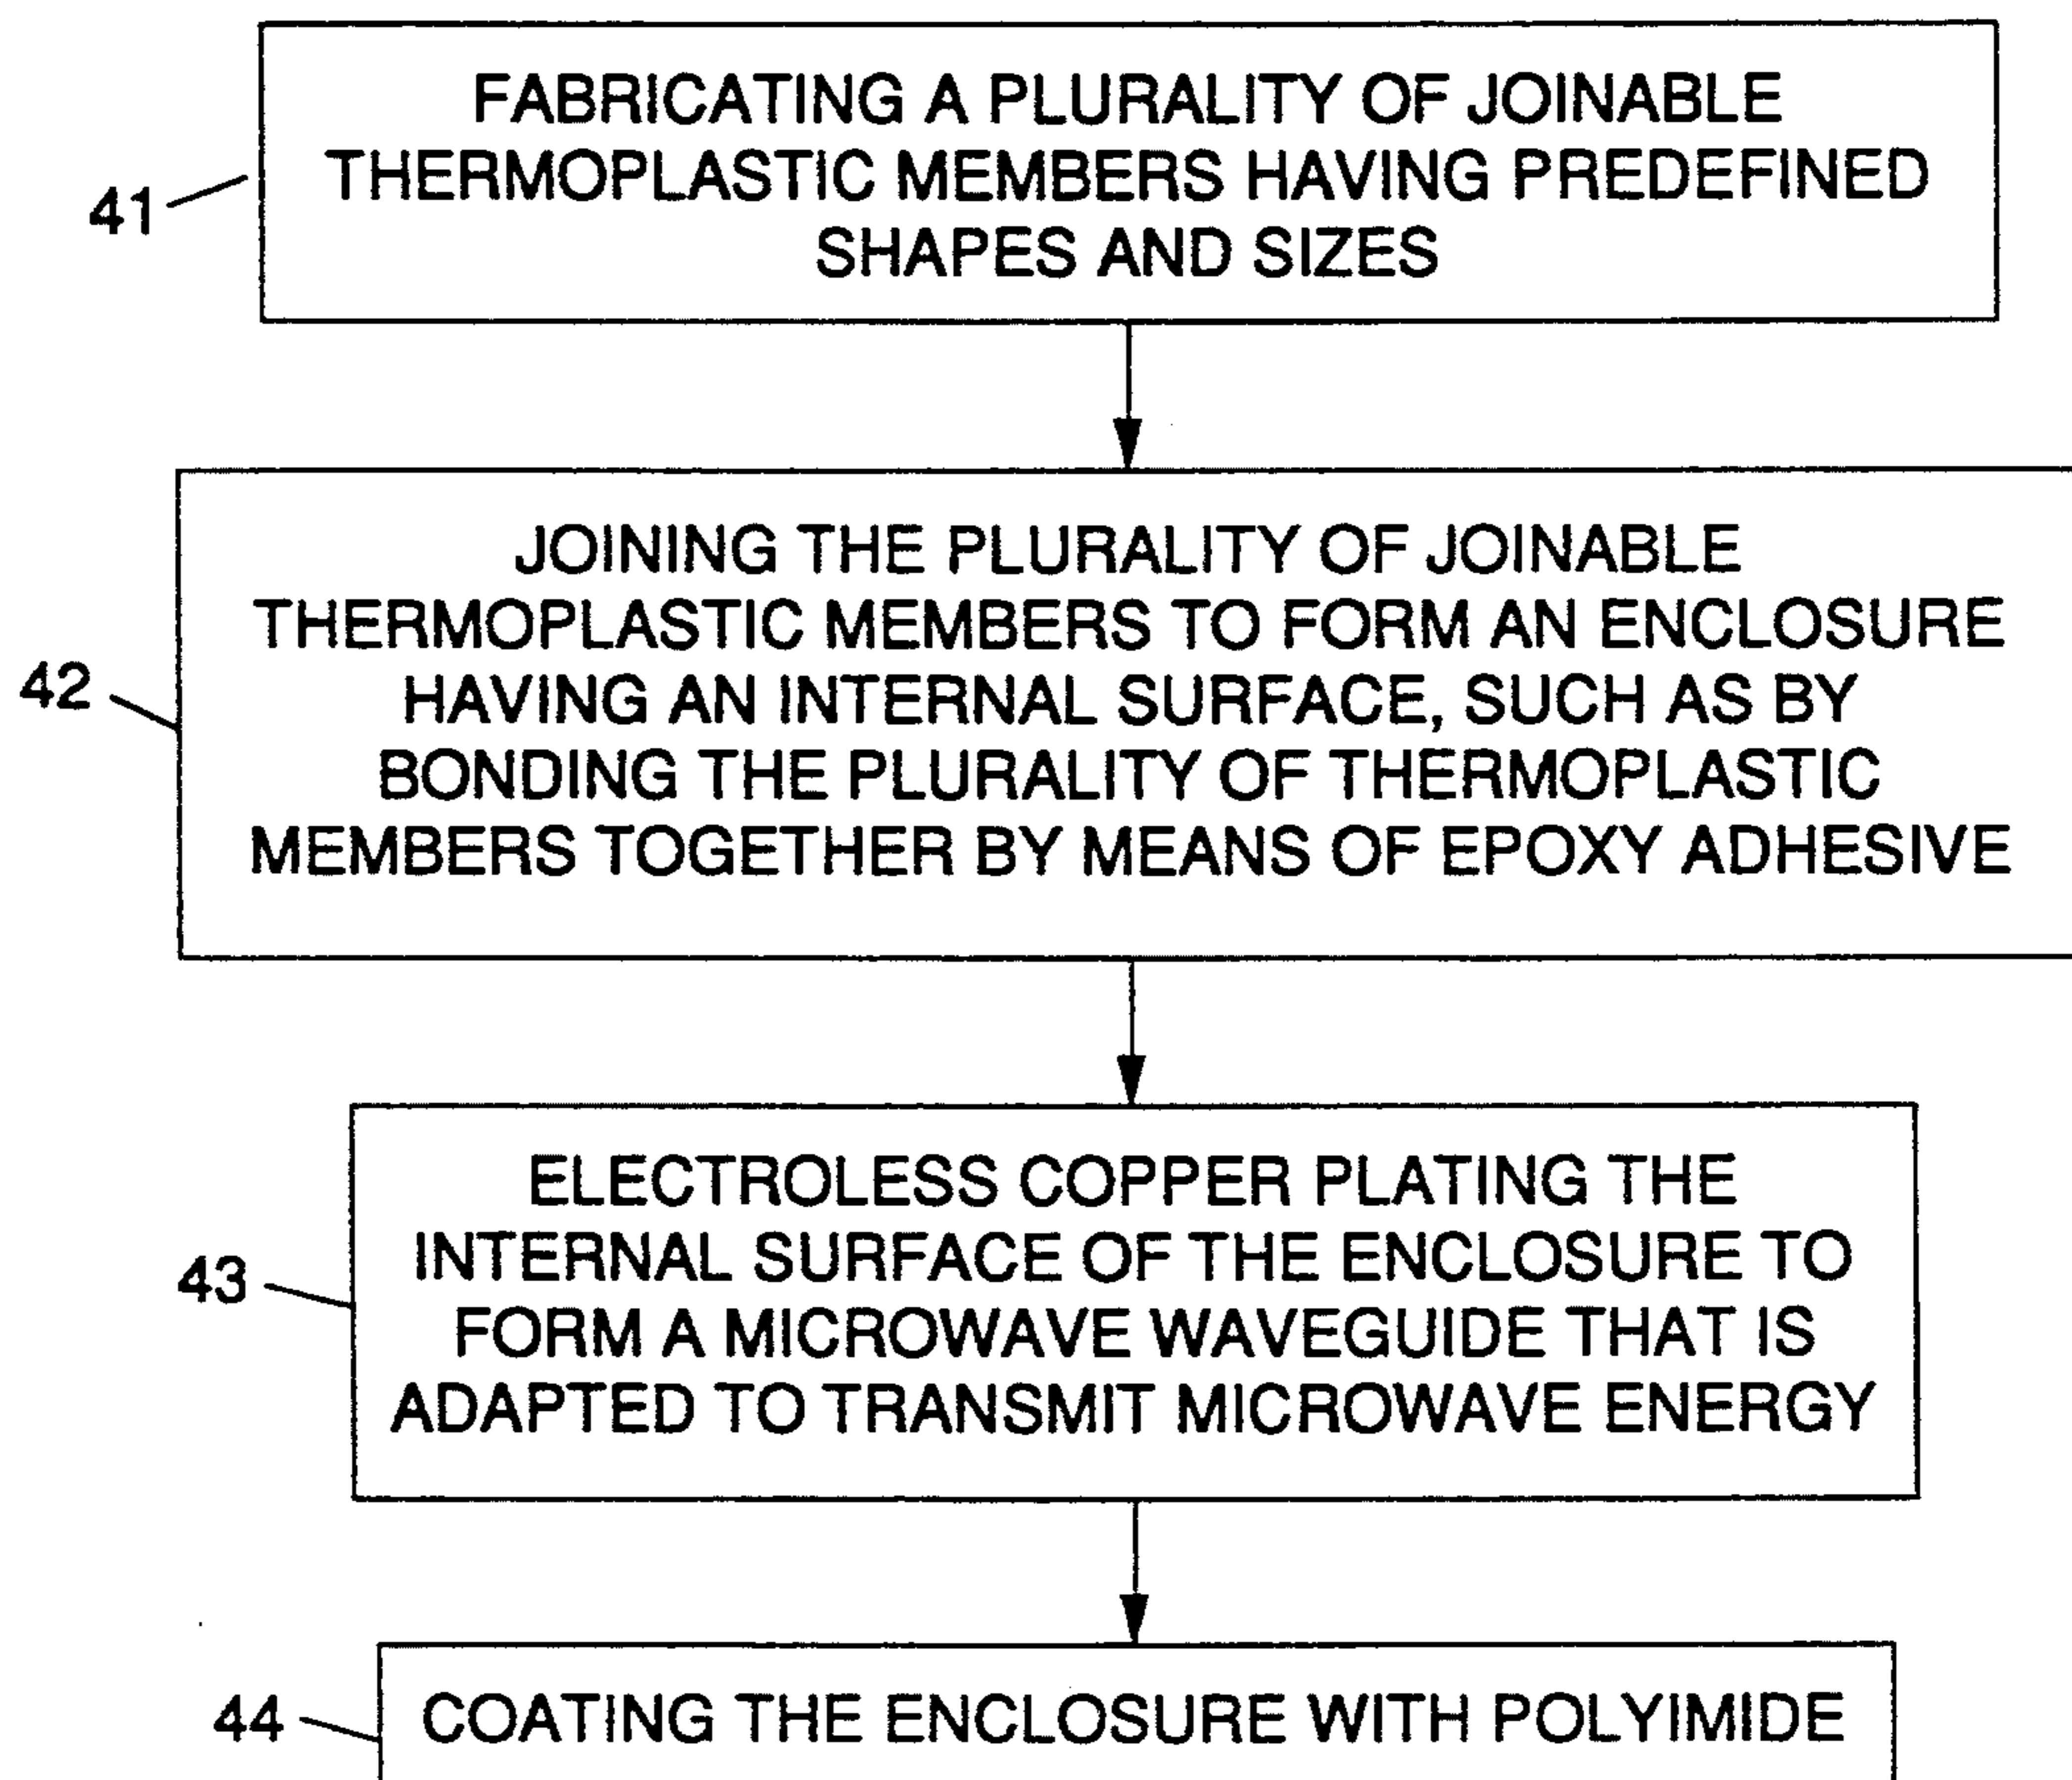 FABRICATING A PLURALITY OF JOINABLE
THERMOPLASTIC MEMBERS HAVING PREDEFINED
SHAPES AND SIZES
41
JOINING THE PLURALITY OF JOINABLE
THERMOPLASTIC MEMBERS TO FORM AN ENCLOSURE
HAVING AN INTERNAL SURFACE, SUCH AS BY
BONDING THE PLURALITY OF THERMOPLASTIC
MEMBERS TOGETHER BY MEANS OF EPOXY ADHESIVE
42
ELECTROLESS COPPER PLATING THE
INTERNAL SURFACE OF THE ENCLOSURE TO
FORM A MICROWAVE WAVEGUIDE THAT IS
ADAPTED TO TRANSMIT MICROWAVE ENERGY
43
COATING THE ENCLOSURE WITH POLYIMIDE
44